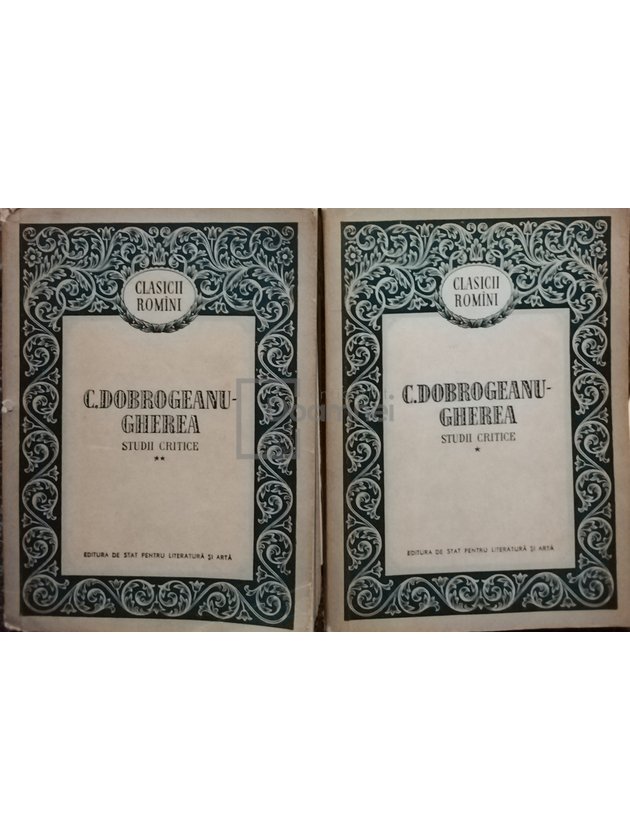 CLASICII
ROMÎNI
C.DOBROGEANU-
GHEREA
STUDII CRITICE
**
EDITURA DE STAT PENTRU LITERATURĂ ȘI ARTĂ
CLASICII
ROMÎNI
C.DOBROGEANU-
GHEREA
STUDII CRITICE
*
EDITURA DE STAT PENTRU LITERATURĂ ȘI ARTĂ